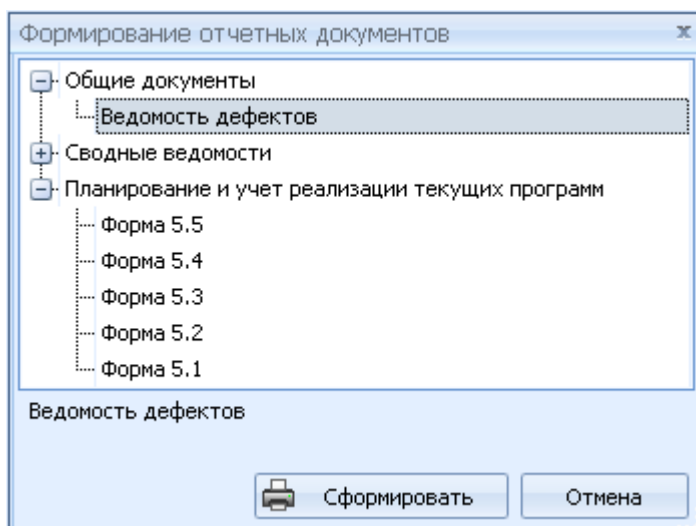 Формирование отчетных документов
Общие документы
Ведомость дефектов
Сводные ведомости
Планирование и учет реализации текущих программ
Форма 5.5
Форма 5.4
Форма 5.3
Форма 5.2
Форма 5.1
Ведомость дефектов
Сформировать Отмена